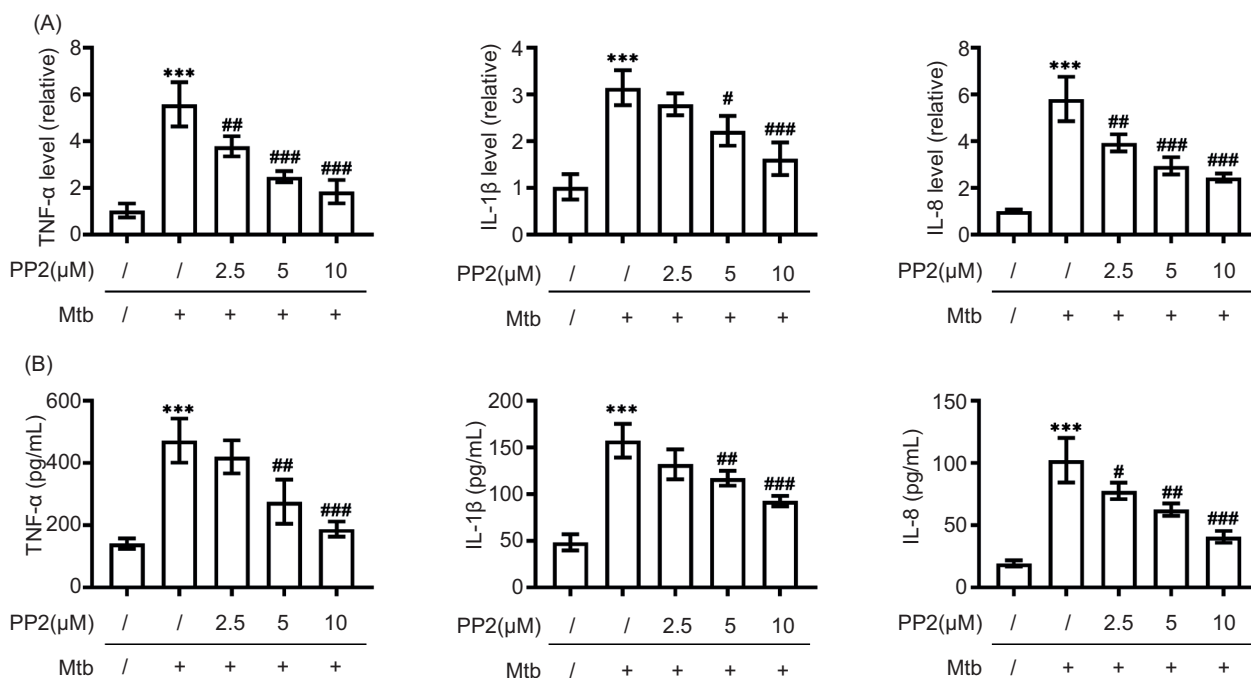 (A)
TNF-α level (relative)
8
6
4
2
0
***
##
###
###
PP2(μM) / / 2.5 5 10
Mtb / + + + +
IL-1β level (relative)
4
3
2
1
0
***
#
###
/ / 2.5 5 10
/ + + + +
IL-8 level (relative)
8
6
4
2
0
***
##
###
###
PP2(μM) / / 2.5 5 10
Mtb / + + + +
(B)
TNF-α (pg/mL)
600
400
200
0
***
##
###
PP2(μM) / / 2.5 5 10
Mtb / + + + +
IL-1β (pg/mL)
200
150
100
50
0
***
##
###
PP2(μM) / / 2.5 5 10
Mtb / + + + +
IL-8 (pg/mL)
150
100
50
0
***
#
##
###
PP2(μM) / / 2.5 5 10
Mtb / + + + +